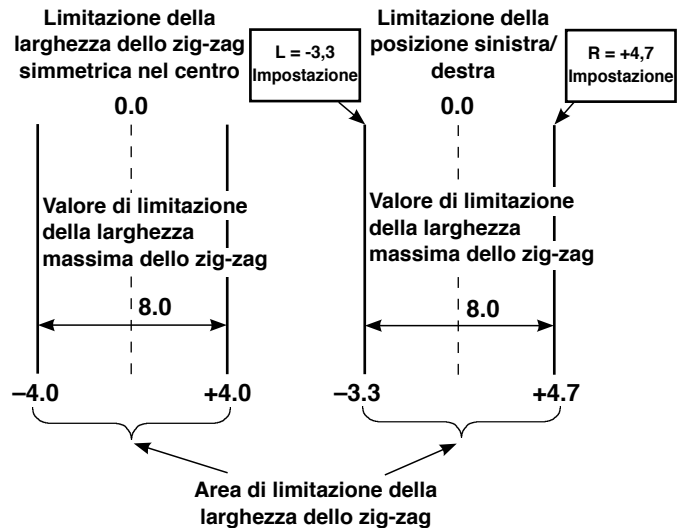 Limitazione della
larghezza dello zig-zag
simmetrica nel centro
0.0
Valore di limitazione
della larghezza
massima dello zig-zag
8.0
–4.0
+4.0
Limitazione della
posizione sinistra/
destra
L = -3,3
Impostazione
R = +4,7
Impostazione
0.0
Valore di limitazione
della larghezza
massima dello zig-zag
8.0
–3.3
+4.7
Area di limitazione della
larghezza dello zig-zag